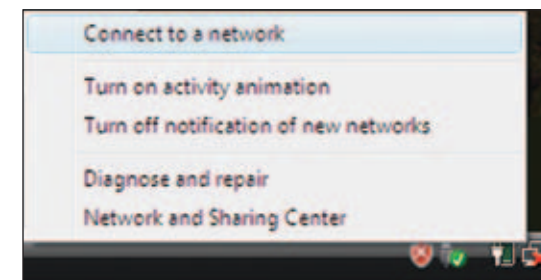 Connect to a network
Turn on activity animation
Turn off notification of new networks
Diagnose and repair
Network and Sharing Center